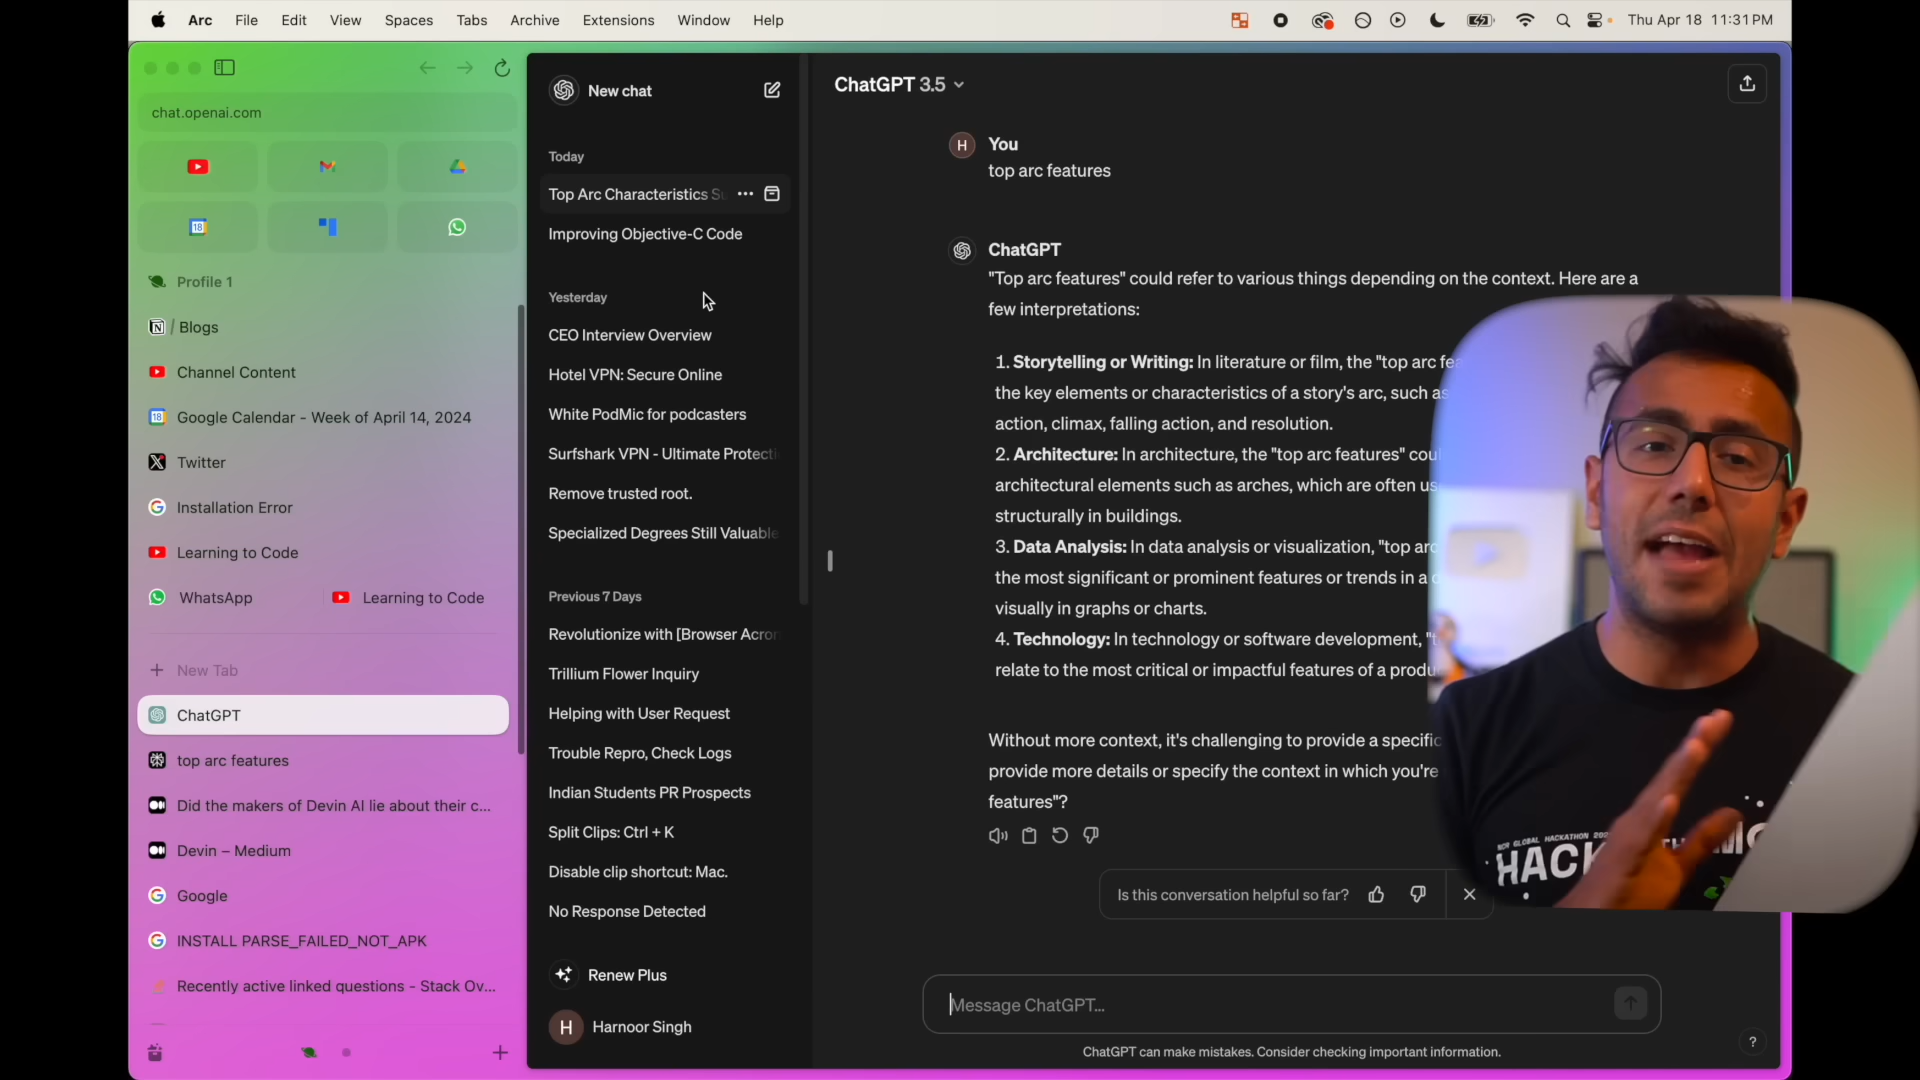 Arc File Edit View Spaces Tabs Archive Extensions Window Help Thu Apr 18 11:31 PM
chat.openai.com
18
Profile 1
/ Blogs
Channel Content
18 Google Calendar - Week of April 14, 2024
Twitter
Installation Error
Learning to Code
WhatsApp Learning to Code
New Tab
ChatGPT
top arc features
Did the makers of Devin AI lie about their c...
Devin – Medium
Google
INSTALL PARSE_FAILED_NOT_APK
Recently active linked questions - Stack Ov...
New chat
Today
Top Arc Characteristics Su
Improving Objective-C Code
Yesterday
CEO Interview Overview
Hotel VPN: Secure Online
White PodMic for podcasters
Surfshark VPN - Ultimate Protecti
Remove trusted root.
Specialized Degrees Still Valuable
Previous 7 Days
Revolutionize with [Browser Acron
Trillium Flower Inquiry
Helping with User Request
Trouble Repro, Check Logs
Indian Students PR Prospects
Split Clips: Ctrl + K
Disable clip shortcut: Mac.
No Response Detected
Renew Plus
H Harnoor Singh
ChatGPT 3.5
H You
top arc features
ChatGPT
"Top arc features" could refer to various things depending on the context. Here are a
few interpretations:
1. Storytelling or Writing: In literature or film, the "top arc fea
the key elements or characteristics of a story's arc, such as
action, climax, falling action, and resolution.
2. Architecture: In architecture, the "top arc features" coul
architectural elements such as arches, which are often us
structurally in buildings.
3. Data Analysis: In data analysis or visualization, "top arc
the most significant or prominent features or trends in a d
visually in graphs or charts.
4. Technology: In technology or software development, "t
relate to the most critical or impactful features of a produ
Without more context, it's challenging to provide a specific
provide more details or specify the context in which you're
features"?
Is this conversation helpful so far?
Message ChatGPT...
ChatGPT can make mistakes. Consider checking important information.
?
GLOBAL HACKATHON
HACK